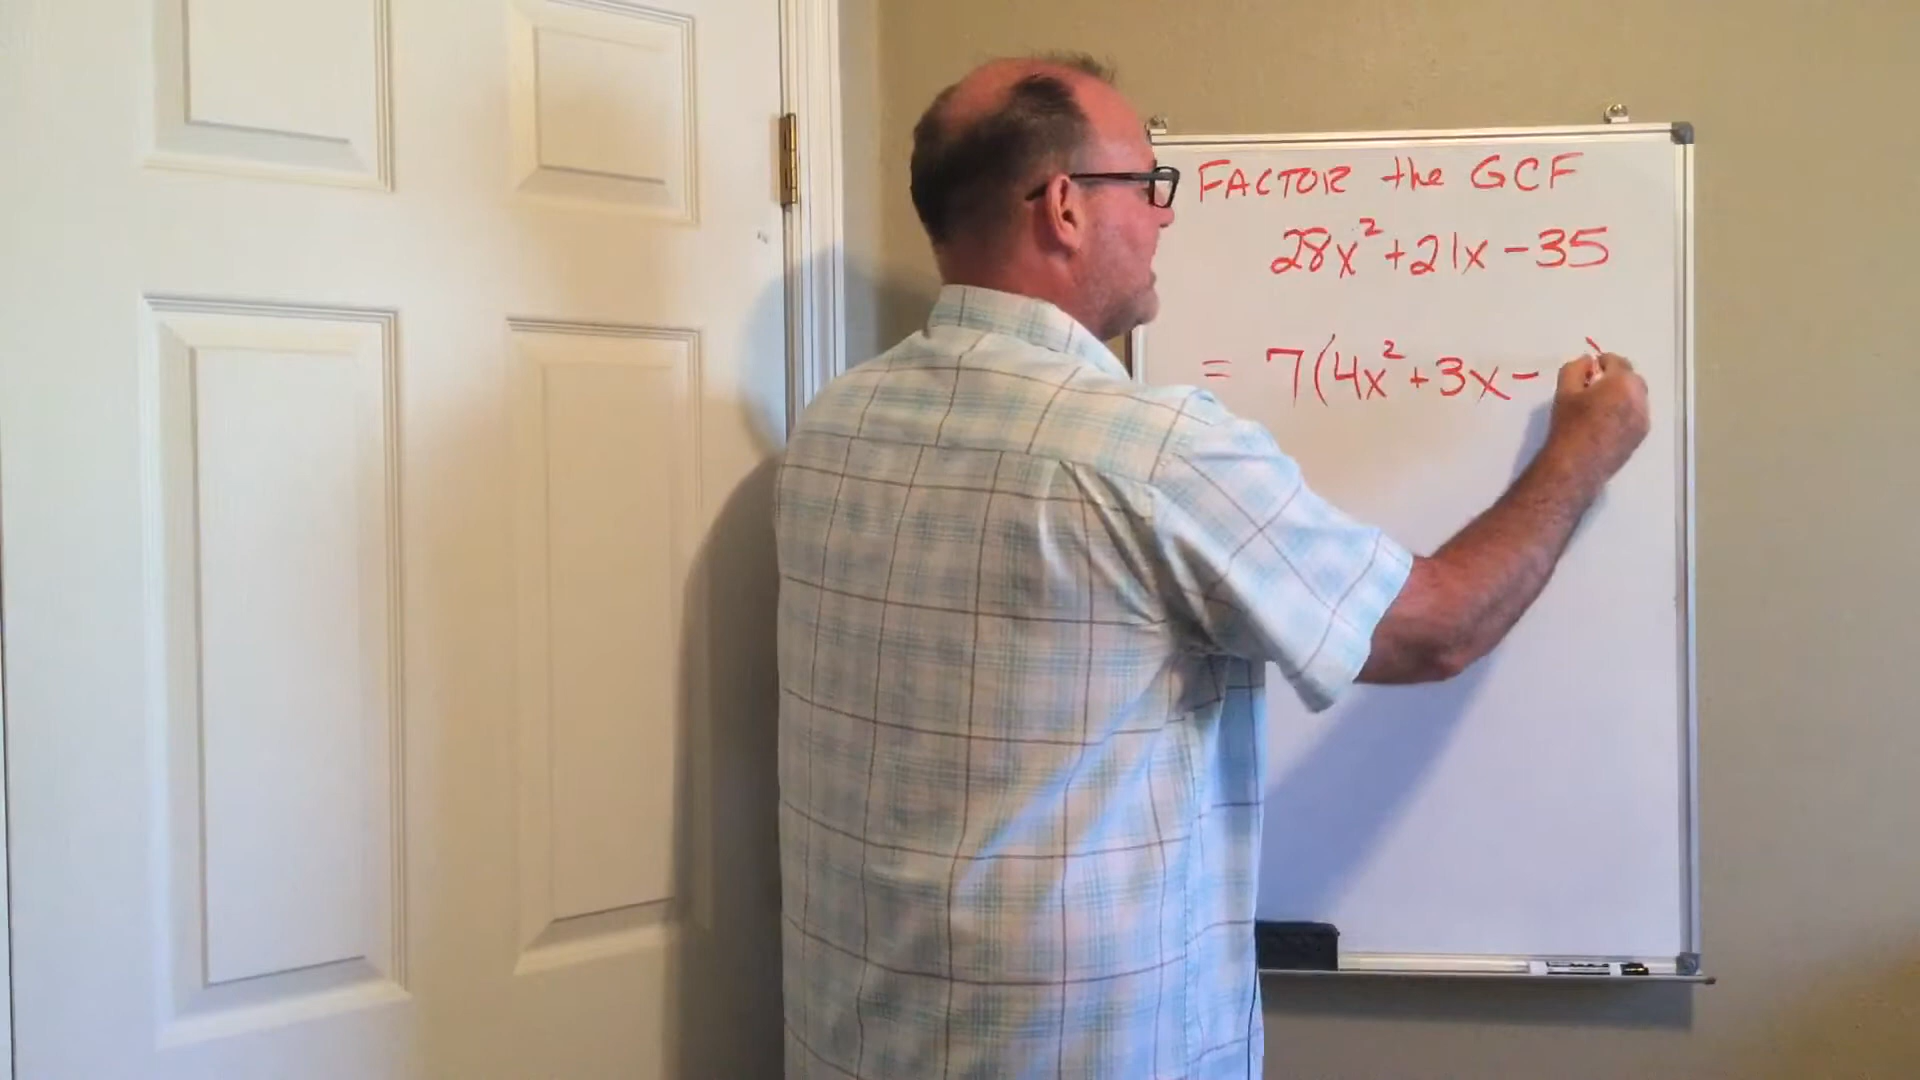 FACTOR the GCF
28x²+21x-35
= 7(4x²+3x- )